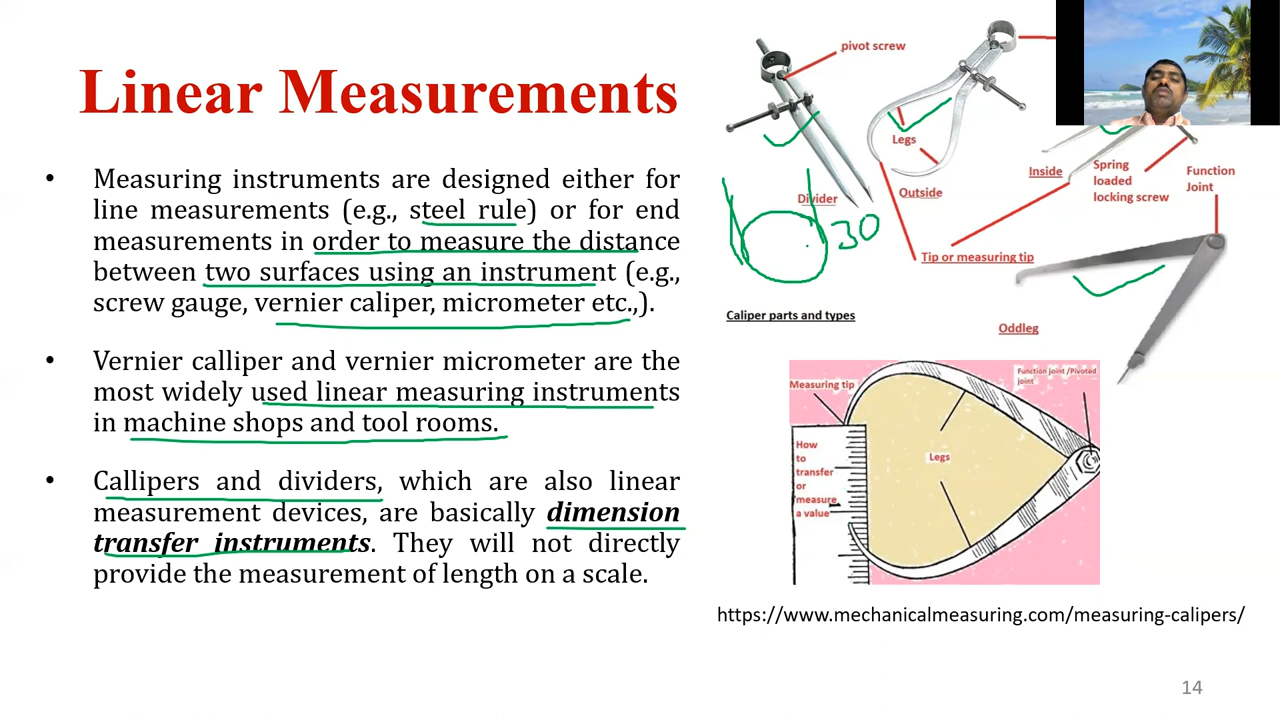 Linear Measurements
• Measuring instruments are designed either for
line measurements (e.g., steel rule) or for end
measurements in order to measure the distance
between two surfaces using an instrument (e.g.,
screw gauge, vernier caliper, micrometer etc.,).
• Vernier calliper and vernier micrometer are the
most widely used linear measuring instruments
in machine shops and tool rooms.
• Callipers and dividers, which are also linear
measurement devices, are basically dimension
transfer instruments. They will not directly
provide the measurement of length on a scale.
pivot screw
Legs
Divider
Outside
Inside
Spring
loaded
locking screw
Function
Joint
30
Tip or measuring tip
Caliper parts and types
Oddleg
Measuring tip
Function joint /Pivoted
joint
How
to
transfer
or
measure
a value
Legs
https://www.mechanicalmeasuring.com/measuring-calipers/
14